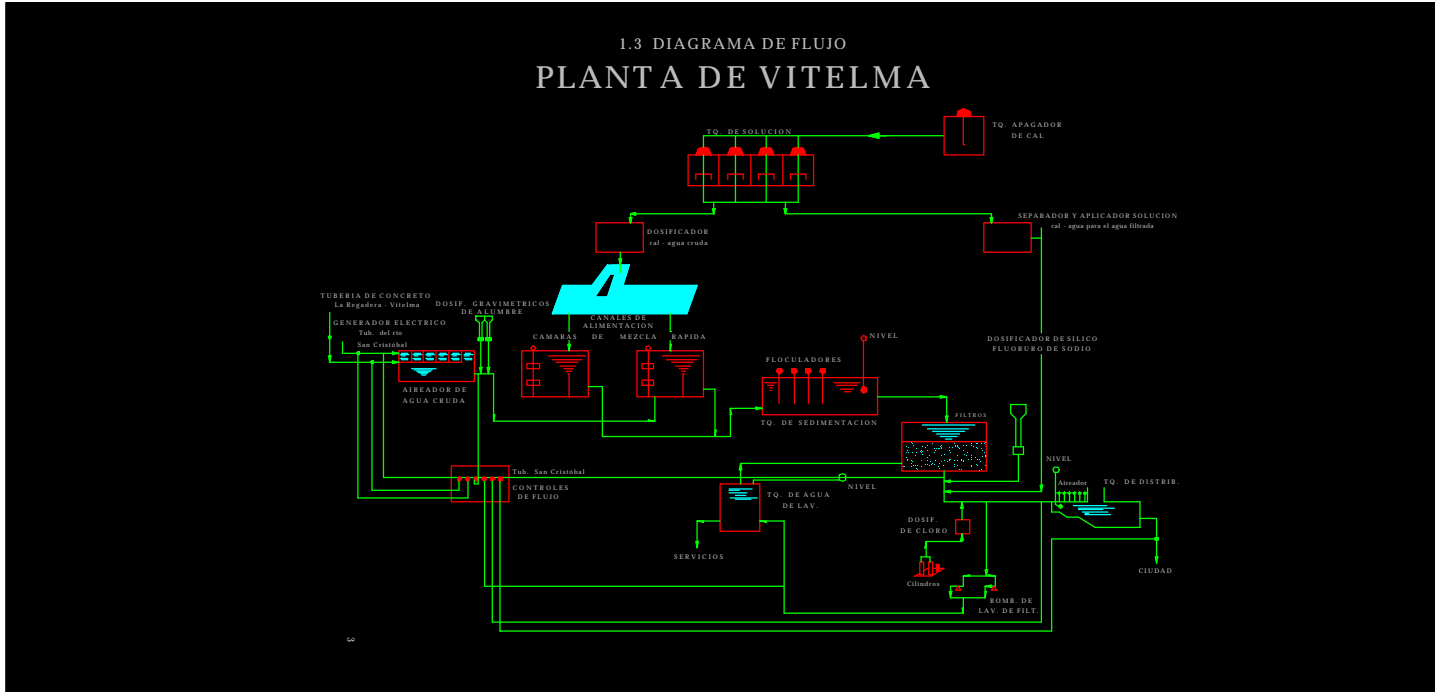 1.3 DIAGRAMA DE FLUJO
PLANTA DE VITELMA
TQ. DE SOLUCION
TQ. APAGADOR
DE CAL
DOSIFICADOR
cal - agua cruda
SEPARADOR Y APLICADOR SOLUCION
cal - agua para el agua filtrada
TUBERIA DE CONCRETO
La Regadera - Vitelma
DOSIF. GRAVIMETRICOS
DE ALUMBRE
GENERADOR ELECTRICO
Tub. del rio
San Cristóbal
CANALES DE
ALIMENTACION
CAMARAS DE MEZCLA RAPIDA
NIVEL
DOSIFICADOR DE SILICO
FLUORURO DE SODIO
FLOCULADORES
AIREADOR DE
AGUA CRUDA
TQ. DE SEDIMENTACION
FILTROS
Tub. San Cristóbal
CONTROLES
DE FLUJO
NIVEL
TQ. DE AGUA
DE LAV.
NIVEL
Aireador
TQ. DE DISTRIB.
DOSIF.
DE CLORO
SERVICIOS
Cilindros
CIUDAD
BOMB. DE
LAV. DE FILT.
3